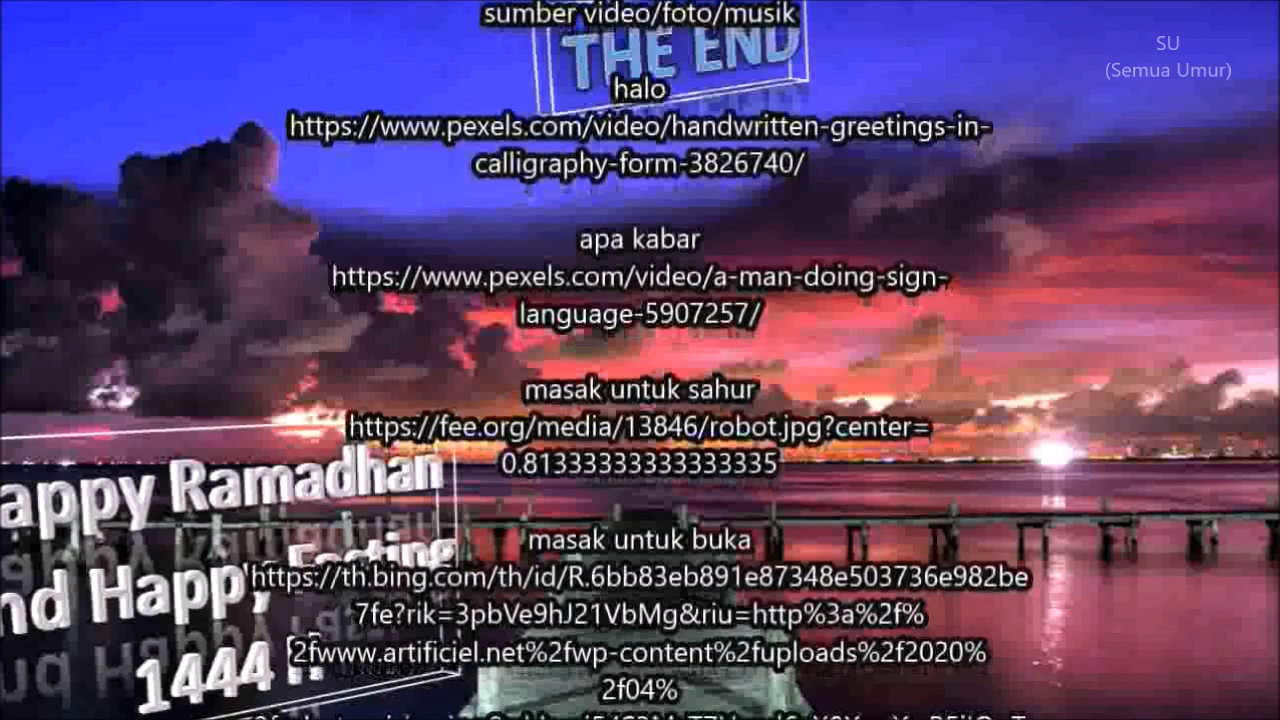 sumber video/foto/musik
THE END
SU
(Semua Umur)
halo
https://www.pexels.com/video/handwritten-greetings-in-
calligraphy-form-3826740/
apa kabar
https://www.pexels.com/video/a-man-doing-sign-
language-5907257/
masak untuk sahur
https://fee.org/media/13846/robot.jpg?center=
0.81333333333333335
appy Ramadhan
nd Happy Fasting
1444 H
masak untuk buka
https://th.bing.com/th/id/R.6bb83eb891e87348e503736e982be
7fe?rik=3pbVe9hJ21VbMg&riu=http%3a%2f%
2fwww.artificiel.net%2fwp-content%2fuploads%2f2020%
2f04%